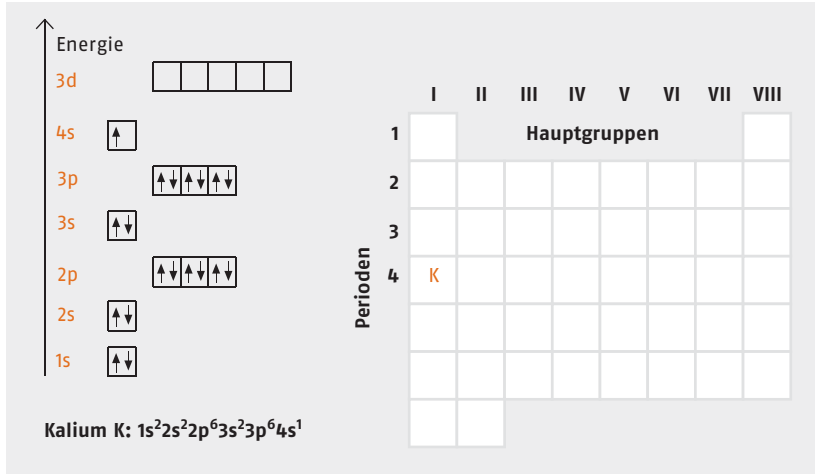 Energie
3d
4s
3p
3s
2p
2s
1s
Kalium K: 1s²2s²2p⁶3s²3p⁶4s¹
I II III IV V VI VII VIII
Hauptgruppen
1
2
3
4 K
Perioden